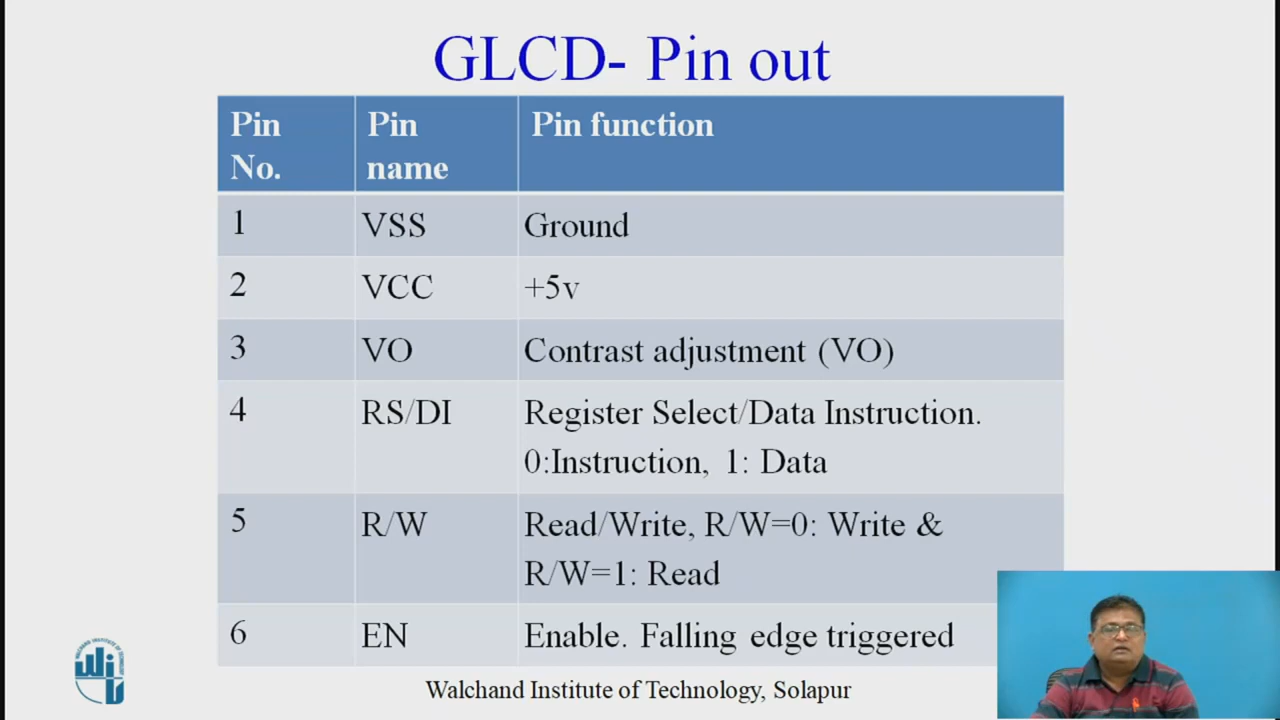 GLCD- Pin out
Pin No. Pin name Pin function
1 VSS Ground
2 VCC +5v
3 VO Contrast adjustment (VO)
4 RS/DI Register Select/Data Instruction.
0:Instruction, 1: Data
5 R/W Read/Write, R/W=0: Write &
R/W=1: Read
6 EN Enable. Falling edge triggered
Walchand Institute of Technology, Solapur